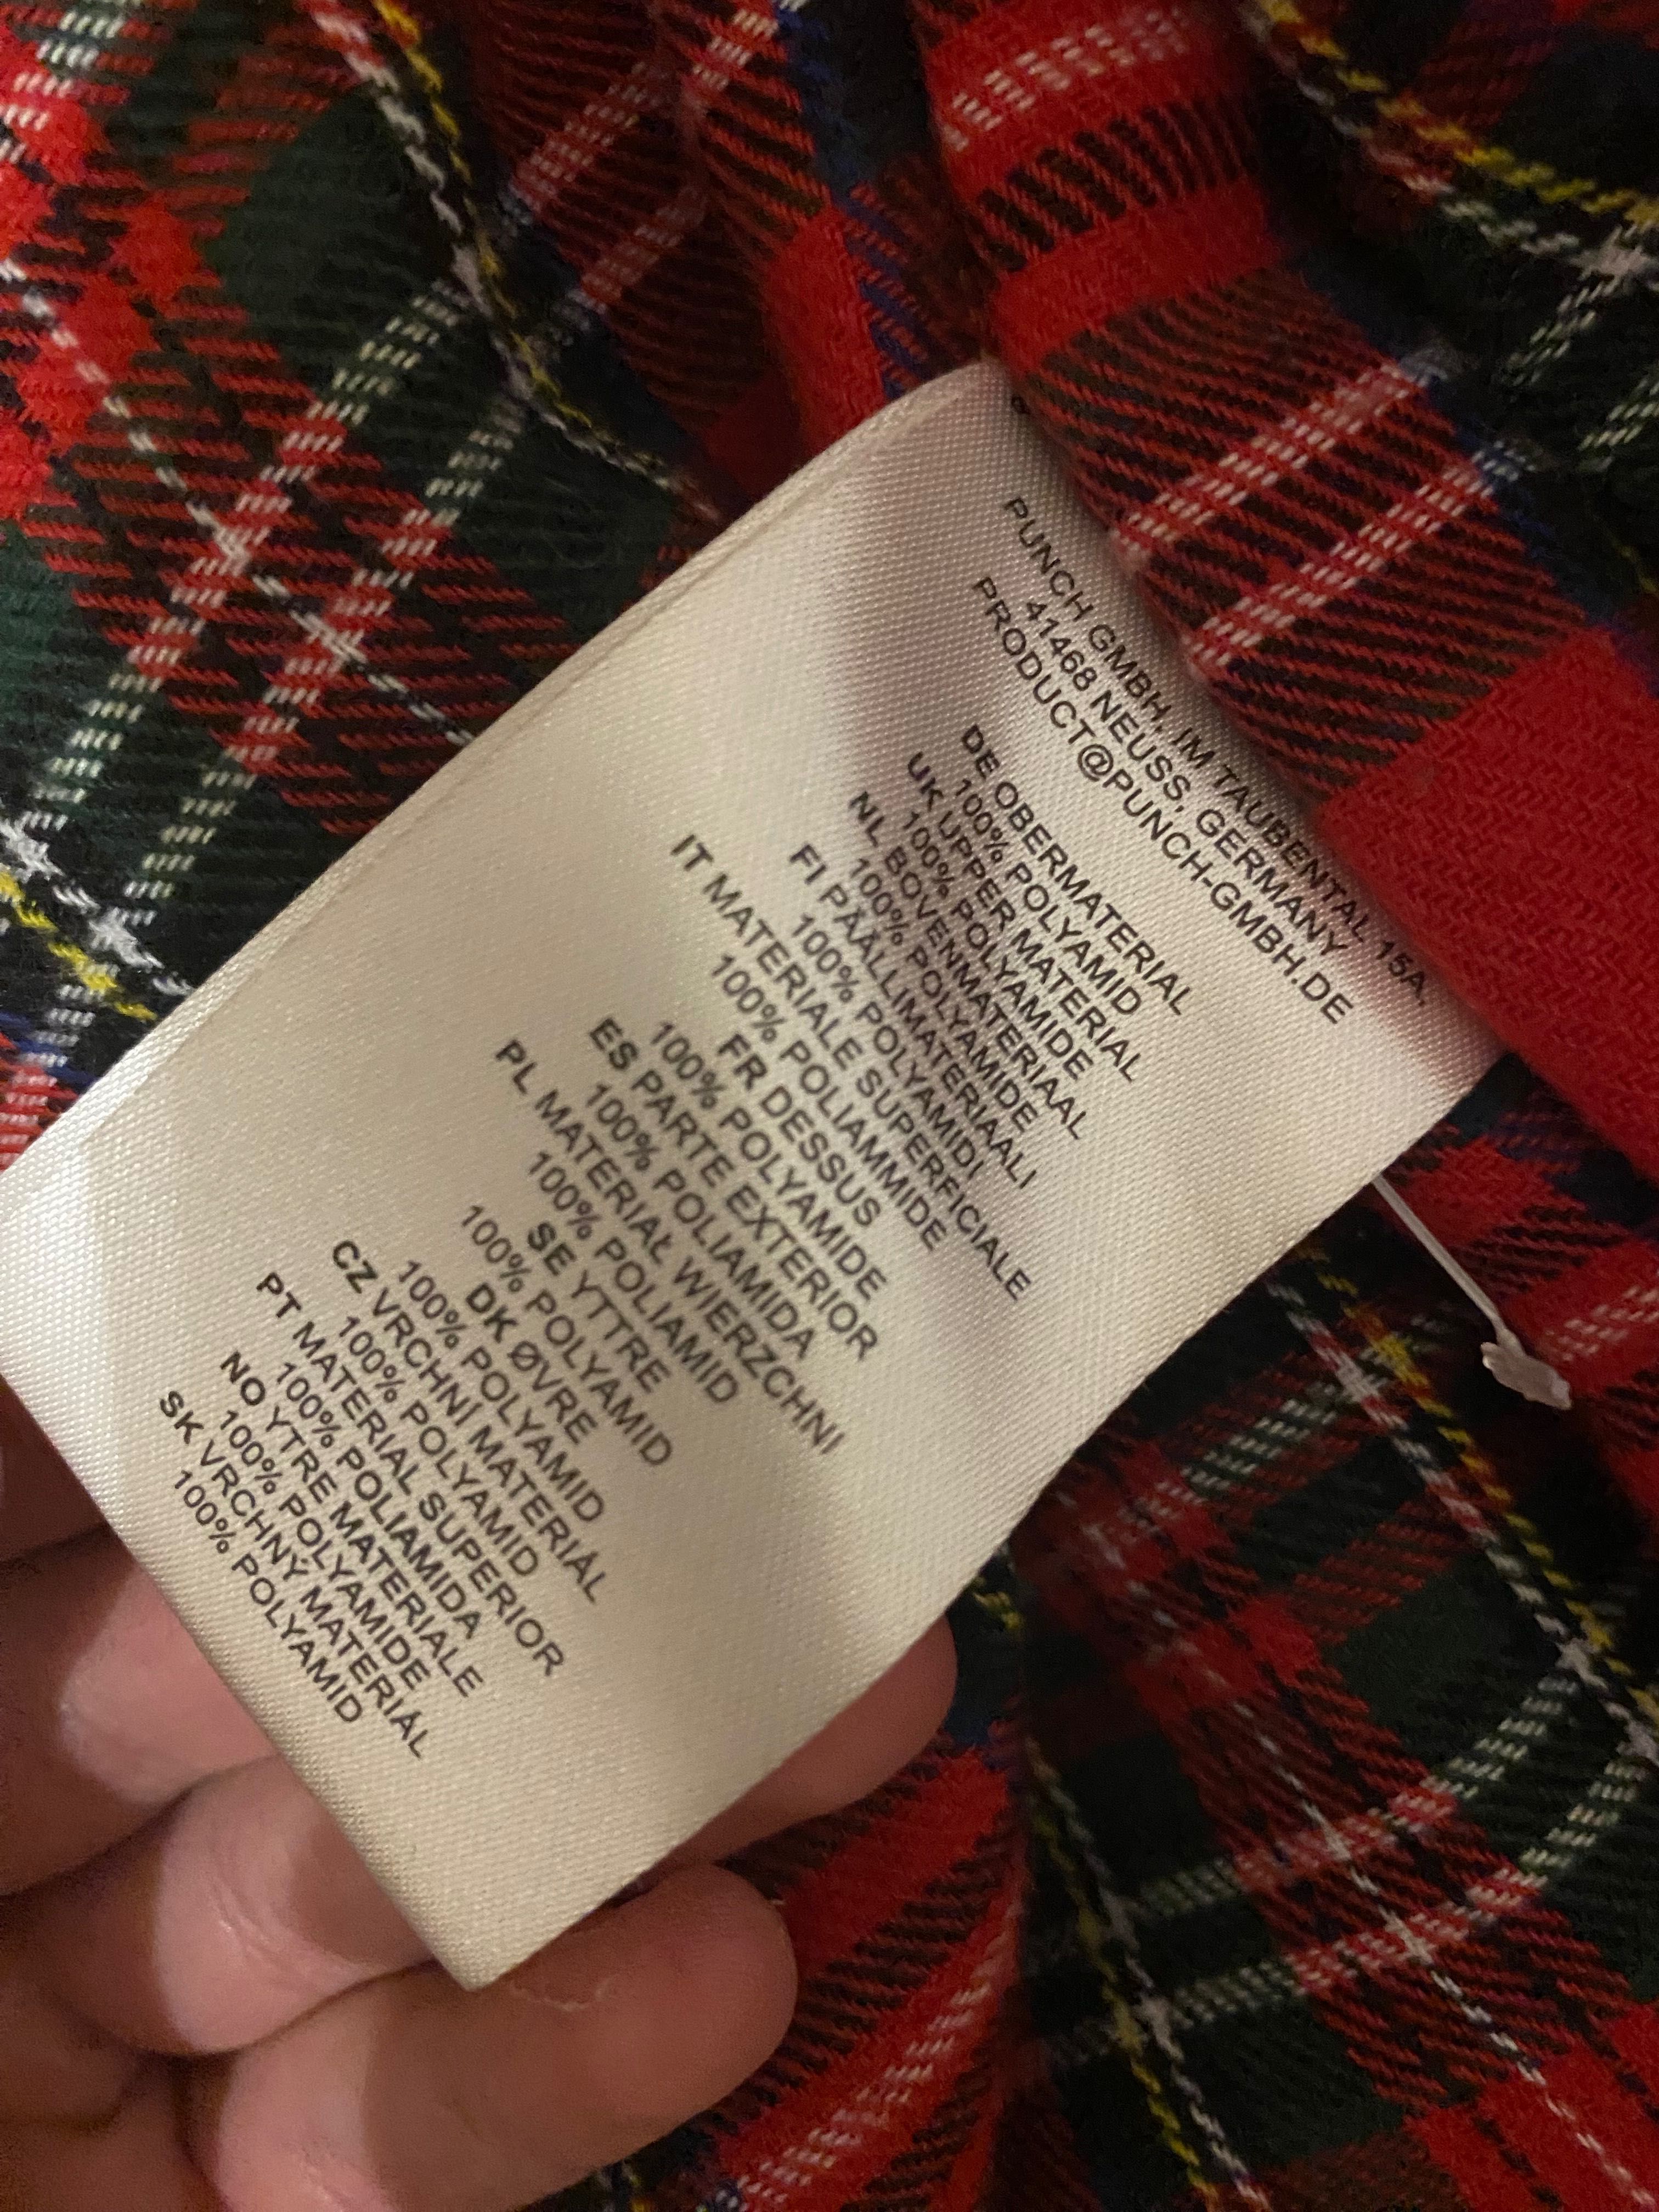 PUNCH GMBH, IM TAUBENTAL 15A,
41468 NEUSS, GERMANY
PRODUCT@PUNCH-GMBH.DE
DE OBERMATERIAL
100% POLYAMID
UK UPPER MATERIAL
100% POLYAMIDE
NL BOVENMATERIAAL
100% POLYAMIDE
FI PÄÄLLIMATERIAALI
100% POLYAMIDI
IT MATERIALE SUPERFICIALE
100% POLIAMMIDE
FR DESSUS
100% POLYAMIDE
ES PARTE EXTERIOR
100% POLIAMIDA
PL MATERIAŁ WIERZCHNI
100% POLIAMID
SE YTTRE
100% POLYAMID
DK ØVRE
100% POLYAMID
CZ VRCHNÍ MATERIÁL
100% POLYAMID
PT MATERIAL SUPERIOR
100% POLIAMIDA
NO YTRE MATERIALE
100% POLYAMIDE
SK VRCHNÝ MATERIÁL
100% POLYAMID